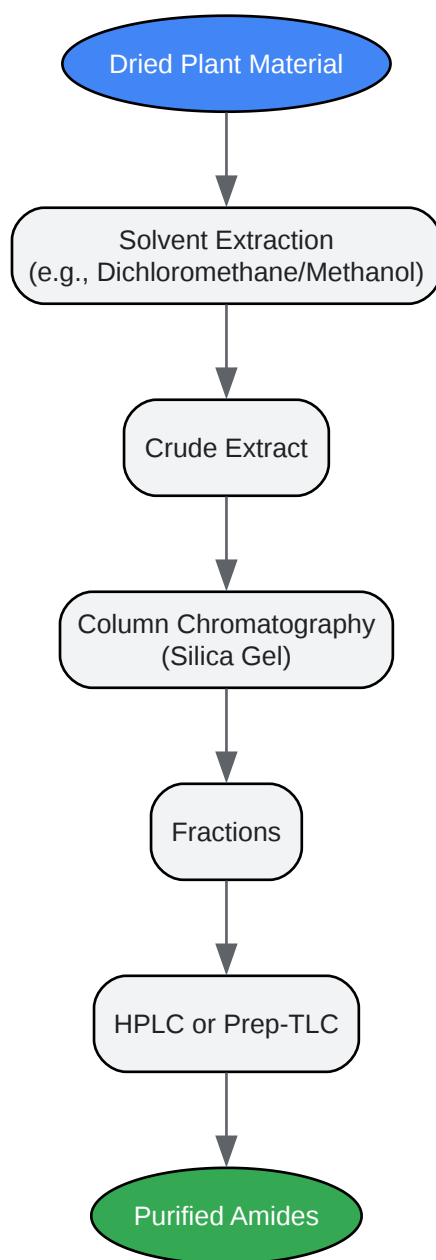 Dried Plant Material
Solvent Extraction
(e.g., Dichloromethane/Methanol)
Crude Extract
Column Chromatography
(Silica Gel)
Fractions
HPLC or Prep-TLC
Purified Amides